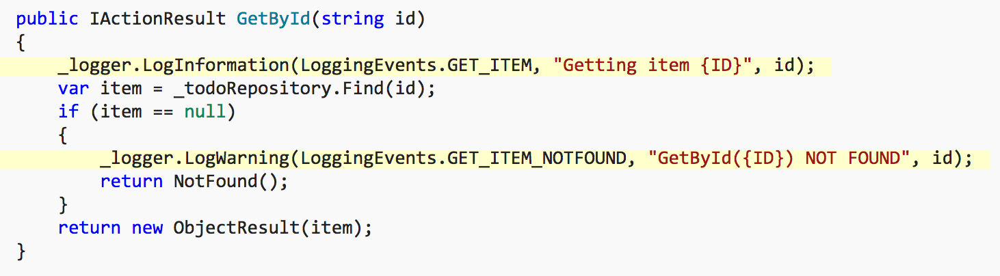 public IActionResult GetById(string id)
{
    _logger.LogInformation(LoggingEvents.GET_ITEM, "Getting item {ID}", id);
    var item = _todoRepository.Find(id);
    if (item == null)
    {
        _logger.LogWarning(LoggingEvents.GET_ITEM_NOTFOUND, "GetById({ID}) NOT FOUND", id);
        return NotFound();
    }
    return new ObjectResult(item);
}